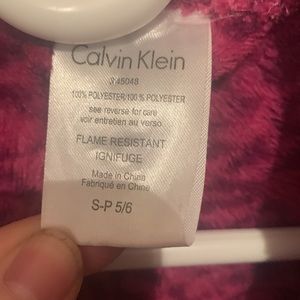 Calvin Klein
345048
100% POLYESTER/100 % POLYESTER
see reverse for care
voir entretien au verso
FLAME RESISTANT
IGNIFUGE
Made in China
Fabriqué en Chine
S-P 5/6